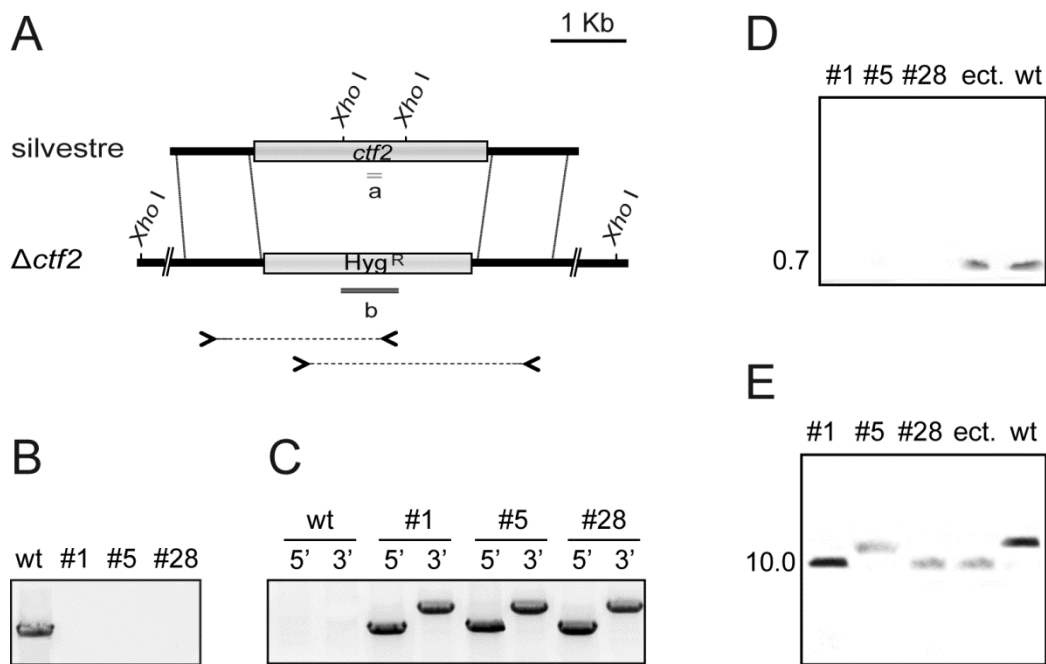 A
1 Kb
Xho I
Xho I
silvestre
ctf2
a
Xho I
Xho I
Δctf2
Hyg R
b
B
wt #1 #5 #28
C
wt #1 #5 #28
5’ 3’ 5’ 3’ 5’ 3’ 5’ 3’
D
#1 #5 #28 ect. wt
0.7
E
#1 #5 #28 ect. wt
10.0